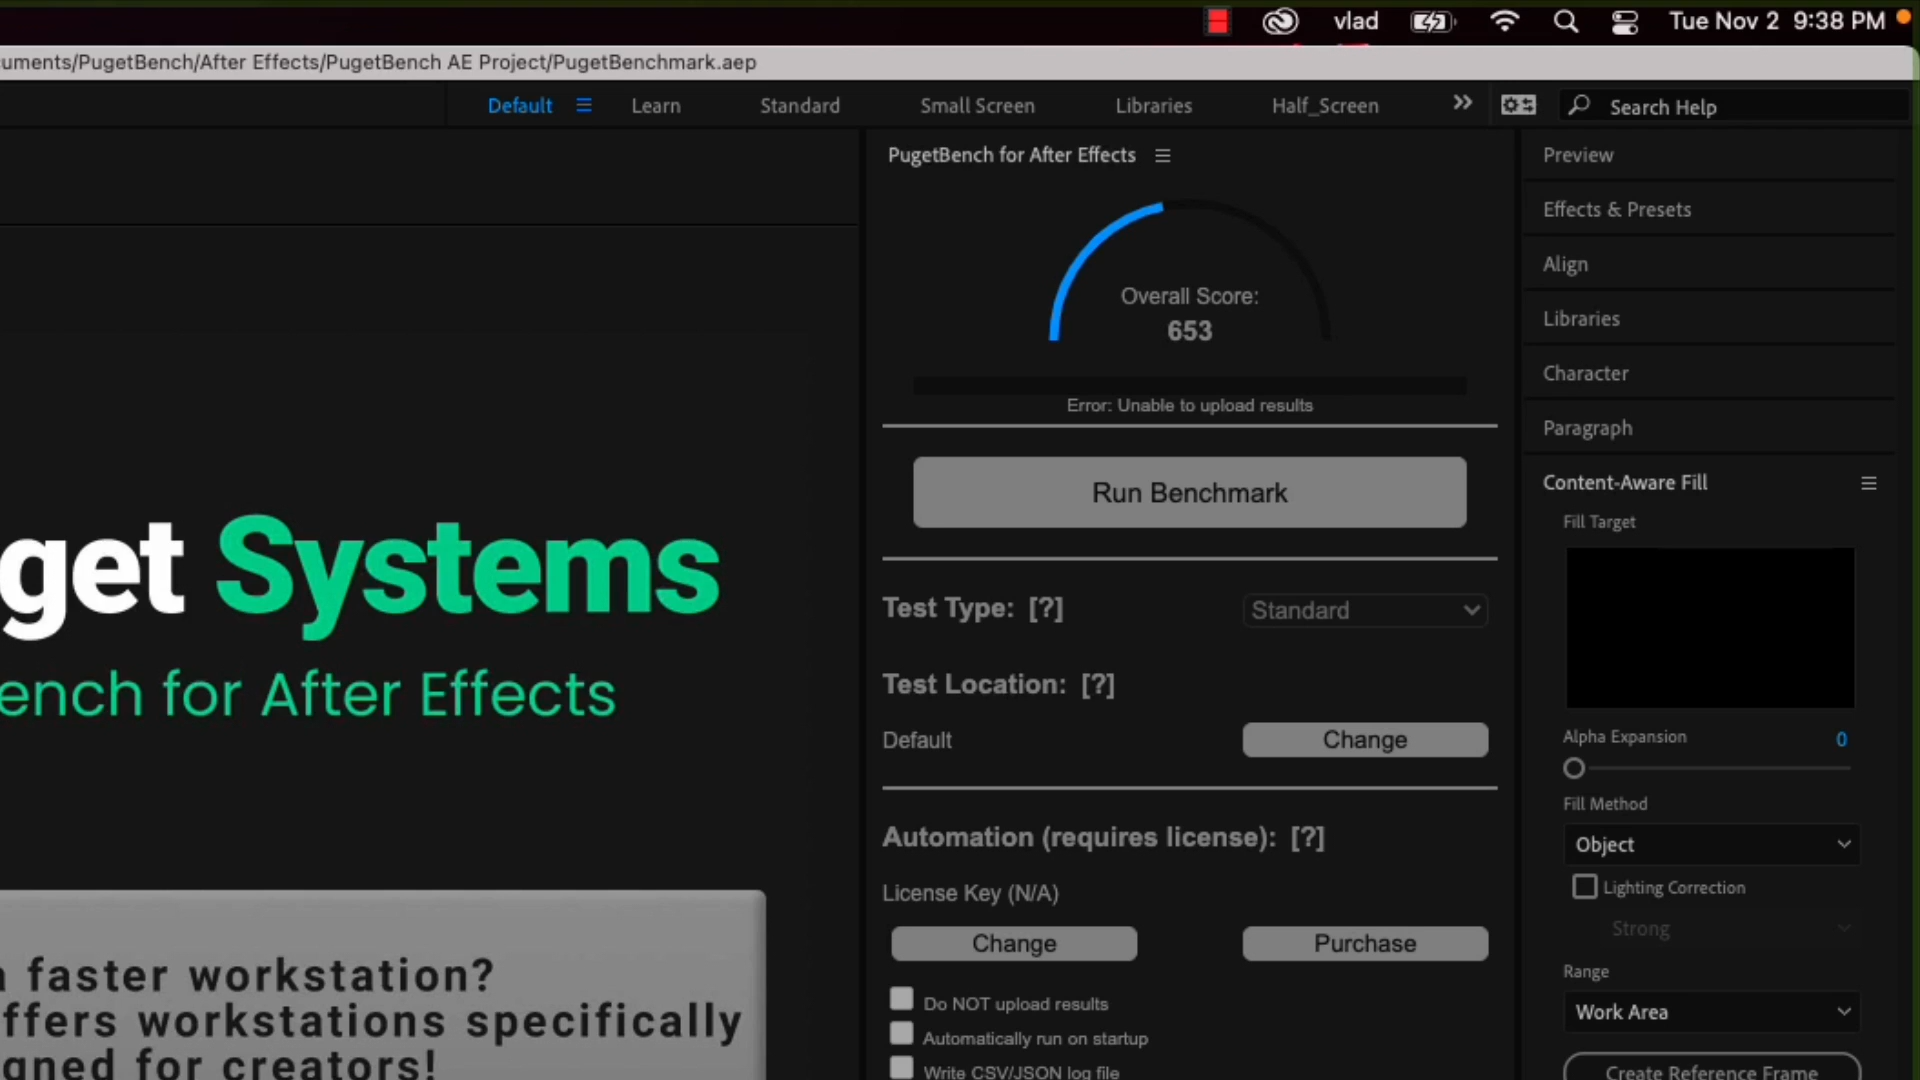 vlad
Tue Nov 2 9:38 PM
uments/PugetBench/After Effects/PugetBench AE Project/PugetBenchmark.aep
Default Learn Standard Small Screen Libraries Half_Screen Search Help
PugetBench for After Effects
Overall Score:
653
Error: Unable to upload results
Run Benchmark
Test Type: [?] Standard
Test Location: [?]
Default Change
Automation (requires license): [?]
License Key (N/A)
Change Purchase
Do NOT upload results
Automatically run on startup
Write CSV/JSON log file
get Systems
ench for After Effects
a faster workstation?
ffers workstations specifically
gned for creators!
Preview
Effects & Presets
Align
Libraries
Character
Paragraph
Content-Aware Fill
Fill Target
Alpha Expansion 0
Fill Method
Object
Lighting Correction
Strong
Range
Work Area
Create Reference Frame